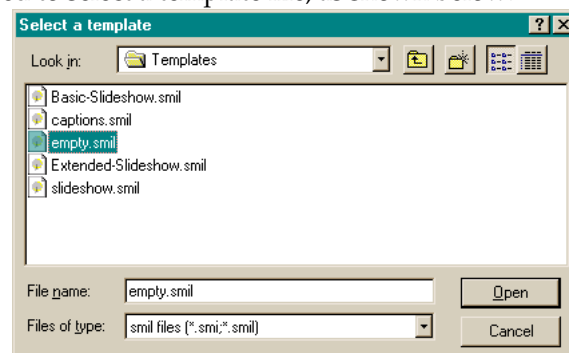 Select a template
Look in: Templates
Basic-Slideshow.smil
captions.smil
empty.smil
Extended-Slideshow.smil
slideshow.smil
File name: empty.smil Open
Files of type: smil files (*.smi;*.smil) Cancel